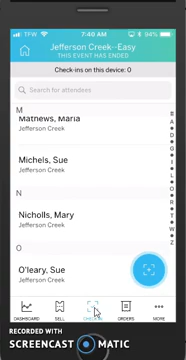 TFW
7:40 AM
94%
Jefferson Creek--Easy
THIS EVENT HAS ENDED
Check-ins on this device: 0
Search for attendees
M
Mathews, Maria
Jefferson Creek
Michels, Sue
Jefferson Creek
N
Nicholls, Mary
Jefferson Creek
O
O'leary, Sue
Jefferson Creek
B
A
D
G
I
L
O
R
T
W
Z
DASHBOARD
SELL
ORDERS
MORE
RECORDED WITH
SCREENCAST MATIC